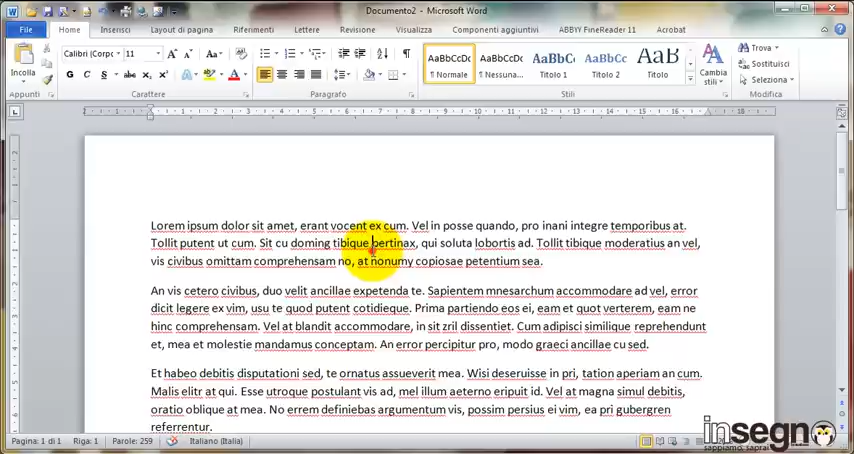 Documento2 - Microsoft Word
File Home Inserisci Layout di pagina Riferimenti Lettere Revisione Visualizza Componenti aggiuntivi ABBYY FineReader 11 Acrobat
Incolla
Calibri (Corpo 11
AaBbCcDc AaBbCcDc AaBbC AaBbCc AaB
¶ Normale ¶ Nessuna... Titolo 1 Titolo 2 Titolo
Cambia stili
Trova
Sostituisci
Seleziona
Appunti Carattere Paragrafo Stili Modifica
Lorem ipsum dolor sit amet, erant vocent ex cum. Vel in posse quando, pro inani integre temporibus at.
Tollit putent ut cum. Sit cu doming tibique pertinax, qui soluta lobortis ad. Tollit tibique moderatius an vel,
vis civibus omittam comprehensam no, at nonumy copiosae petentium sea.
An vis cetero civibus, duo velit ancillae expetenda te. Sapientem mnesarchum accommodare ad vel, error
dicit legere ex vim, usu te quod putent cotidieque. Prima partiendo eos ei, eam et quot verterem, eam ne
hinc comprehensam. Vel at blandit accommodare, in sit zril dissentiet. Cum adipisci similique reprehendunt
et, mea et molestie mandamus conceptam. An error percipitur pro, modo graeci ancillae cu sed.
Et habeo debitis disputationi sed, te ornatus assueverit mea. Wisi deseruisse in pri, tation aperiam an cum.
Malis elitr at qui. Esse utroque postulant vis ad, mel illum aeterno eripuit id. Vel at magna simul debitis,
oratio oblique at mea. No errem definiebas argumentum vis, possim persius ei vim, ea pri gubergren
referrentur.
Pagina: 1 di 1 Riga: 1 Parole: 259 Italiano (Italia)
insegno
sappiamo, saprai